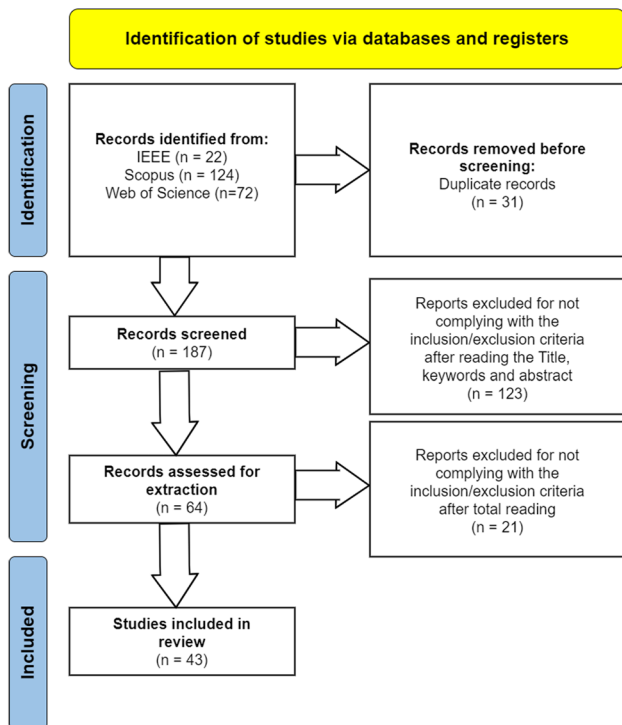 Identification of studies via databases and registers
Identification
Records identified from:
IEEE (n = 22)
Scopus (n = 124)
Web of Science (n=72)
Records removed before
screening:
Duplicate records
(n = 31)
Screening
Records screened
(n = 187)
Reports excluded for not
complying with the
inclusion/exclusion criteria
after reading the Title,
keywords and abstract
(n = 123)
Records assessed for
extraction
(n = 64)
Reports excluded for not
complying with the
inclusion/exclusion criteria
after total reading
(n = 21)
Included
Studies included in
review
(n = 43)